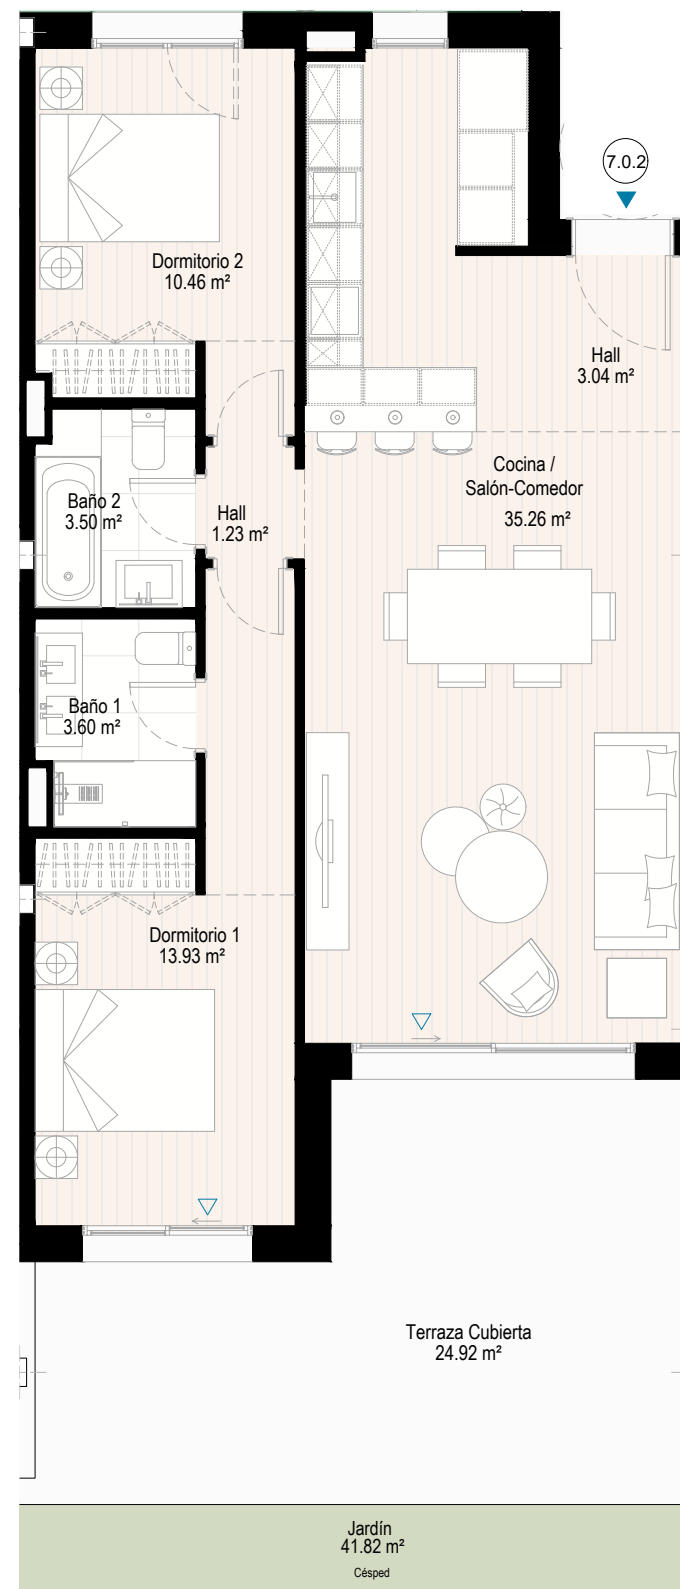 7.0.2
Dormitorio 2
10.46 m²
Hall
3.04 m²
Cocina /
Salón-Comedor
35.26 m²
Baño 2
3.50 m²
Hall
1.23 m²
Baño 1
3.60 m²
Dormitorio 1
13.93 m²
Terraza Cubierta
24.92 m²
Jardín
41.82 m²
Césped